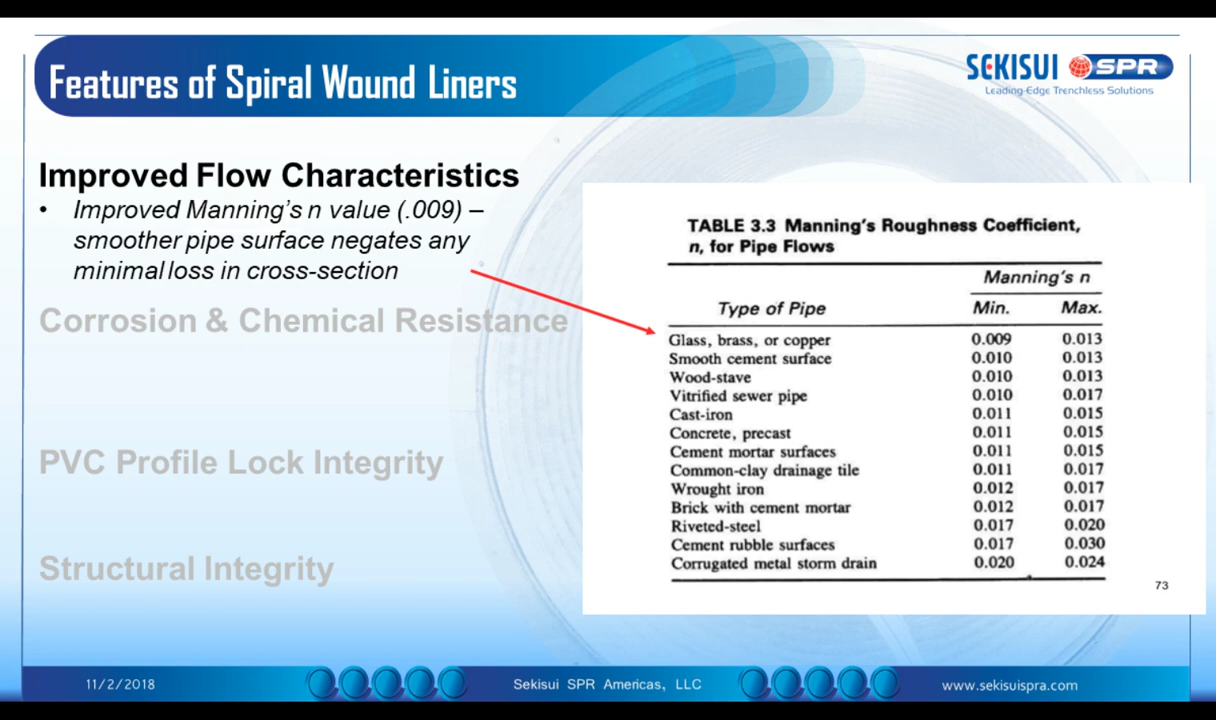 Features of Spiral Wound Liners
SEKISUI SPR
Leading-Edge Trenchless Solutions
Improved Flow Characteristics
• Improved Manning's n value (.009) –
smoother pipe surface negates any
minimal loss in cross-section
Corrosion & Chemical Resistance
PVC Profile Lock Integrity
Structural Integrity
TABLE 3.3 Manning's Roughness Coefficient,
n, for Pipe Flows
Manning's n
Type of Pipe Min. Max.
Glass, brass, or copper 0.009 0.013
Smooth cement surface 0.010 0.013
Wood-stave 0.010 0.013
Vitrified sewer pipe 0.010 0.017
Cast-iron 0.011 0.015
Concrete, precast 0.011 0.015
Cement mortar surfaces 0.011 0.015
Common-clay drainage tile 0.011 0.017
Wrought iron 0.012 0.017
Brick with cement mortar 0.012 0.017
Riveted-steel 0.017 0.020
Cement rubble surfaces 0.017 0.030
Corrugated metal storm drain 0.020 0.024
73
11/2/2018
Sekisui SPR Americas, LLC
www.sekisuispra.com